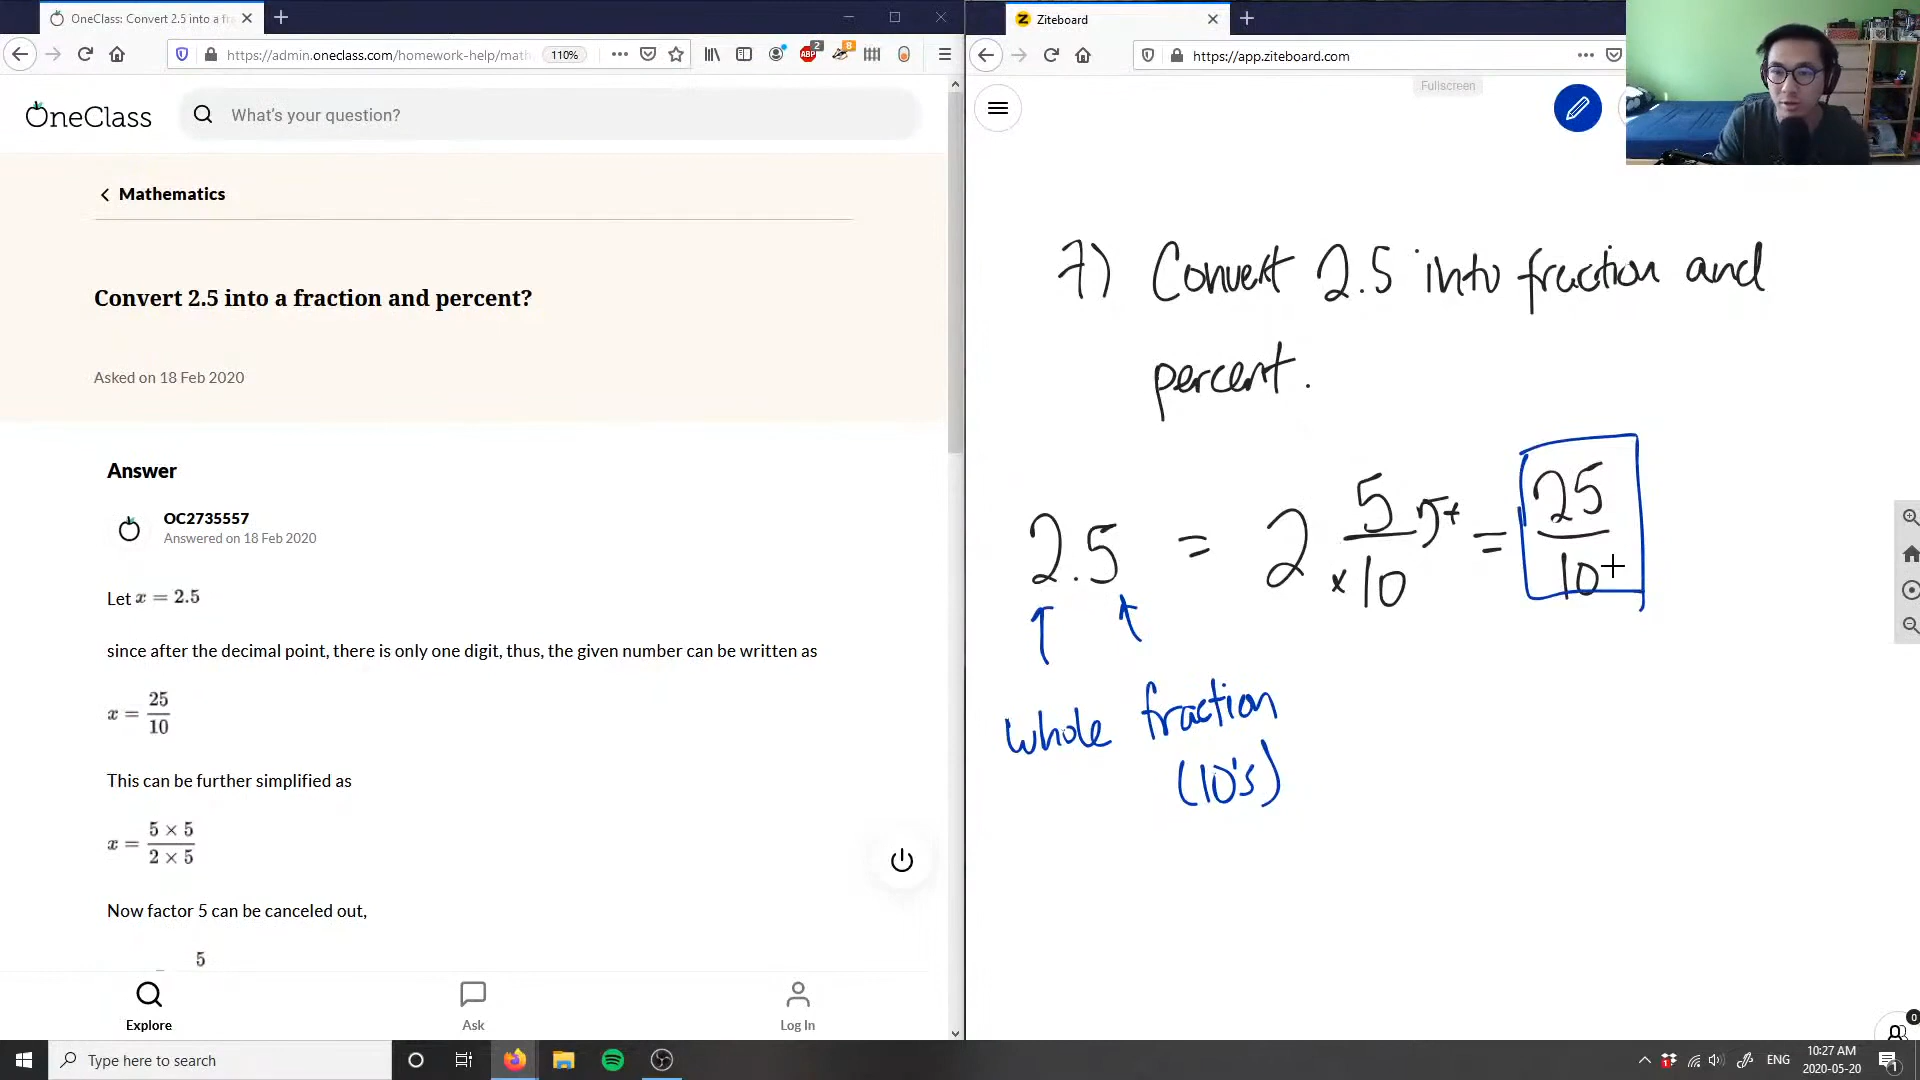 OneClass: Convert 2.5 into a fra
https://admin.oneclass.com/homework-help/math
110%
2
8
OneClass
What's your question?
Mathematics
Convert 2.5 into a fraction and percent?
Asked on 18 Feb 2020
Answer
OC2735557
Answered on 18 Feb 2020
Let x = 2.5
since after the decimal point, there is only one digit, thus, the given number can be written as
x = 25/10
This can be further simplified as
x = 5 × 5/2 × 5
Now factor 5 can be canceled out,
5
Explore
Ask
Log In
Ziteboard
https://app.ziteboard.com
Fullscreen
7) Convert 2.5 into fraction and
percent.
2.5 = 2 5/×10 = 25/10
whole fraction
(10's)
0
Type here to search
ENG
10:27 AM
2020-05-20
1